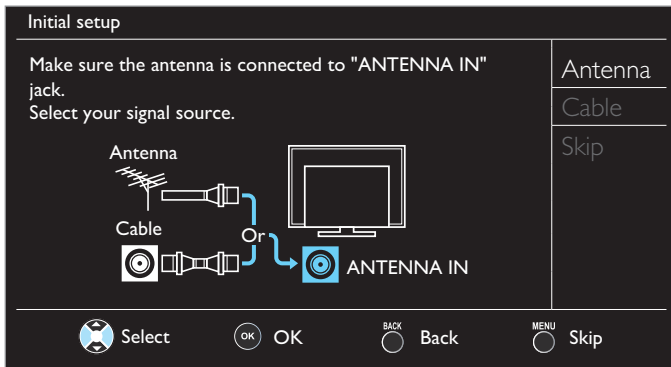 Initial setup
Make sure the antenna is connected to "ANTENNA IN"
jack.
Select your signal source.
Antenna
Cable
Skip
Antenna
Cable
Or
ANTENNA IN
Select
OK OK
BACK Back
MENU Skip